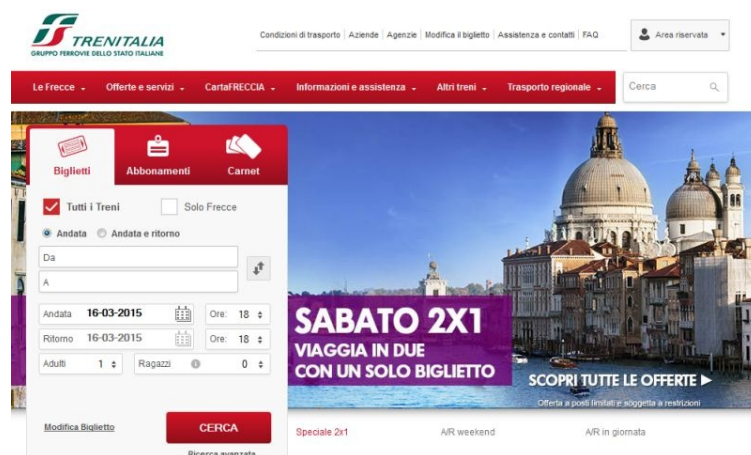 TRENITALIA
GRUPPO FERROVIE DELLO STATO ITALIANE
Condizioni di trasporto | Aziende | Agenzie | Modifica il biglietto | Assistenza e contatti | FAQ
Area riservata
Le Frecce
Offerte e servizi
CartaFRECCIA
Informazioni e assistenza
Altri treni
Trasporto regionale
Cerca
Biglietti
Abbonamenti
Carnet
Tutti i Treni
Solo Frecce
Andata
Andata e ritorno
Da
A
Andata 16-03-2015 Ore: 18
Ritorno 16-03-2015 Ore: 18
Adulti 1 Ragazzi 0
Modifica Biglietto
CERCA
Ricerca avanzata
SABATO 2X1
VIAGGIA IN DUE
CON UN SOLO BIGLIETTO
SCOPRI TUTTE LE OFFERTE
Offerta a posti limitati e soggetta a restrizioni
Speciale 2x1
A/R weekend
A/R in giornata